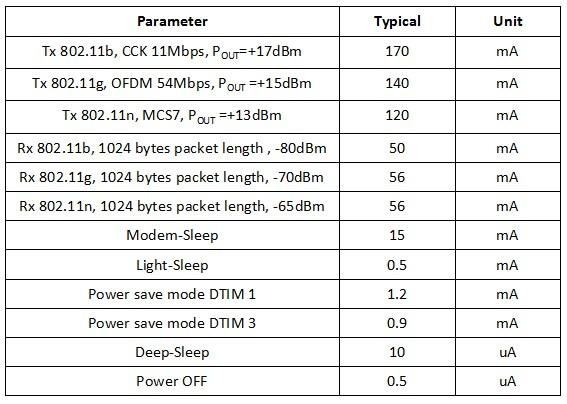 Parameter Typical Unit
Tx 802.11b, CCK 11Mbps, POUT=+17dBm 170 mA
Tx 802.11g, OFDM 54Mbps, POUT =+15dBm 140 mA
Tx 802.11n, MCS7, POUT =+13dBm 120 mA
Rx 802.11b, 1024 bytes packet length , -80dBm 50 mA
Rx 802.11g, 1024 bytes packet length, -70dBm 56 mA
Rx 802.11n, 1024 bytes packet length, -65dBm 56 mA
Modem-Sleep 15 mA
Light-Sleep 0.5 mA
Power save mode DTIM 1 1.2 mA
Power save mode DTIM 3 0.9 mA
Deep-Sleep 10 uA
Power OFF 0.5 uA